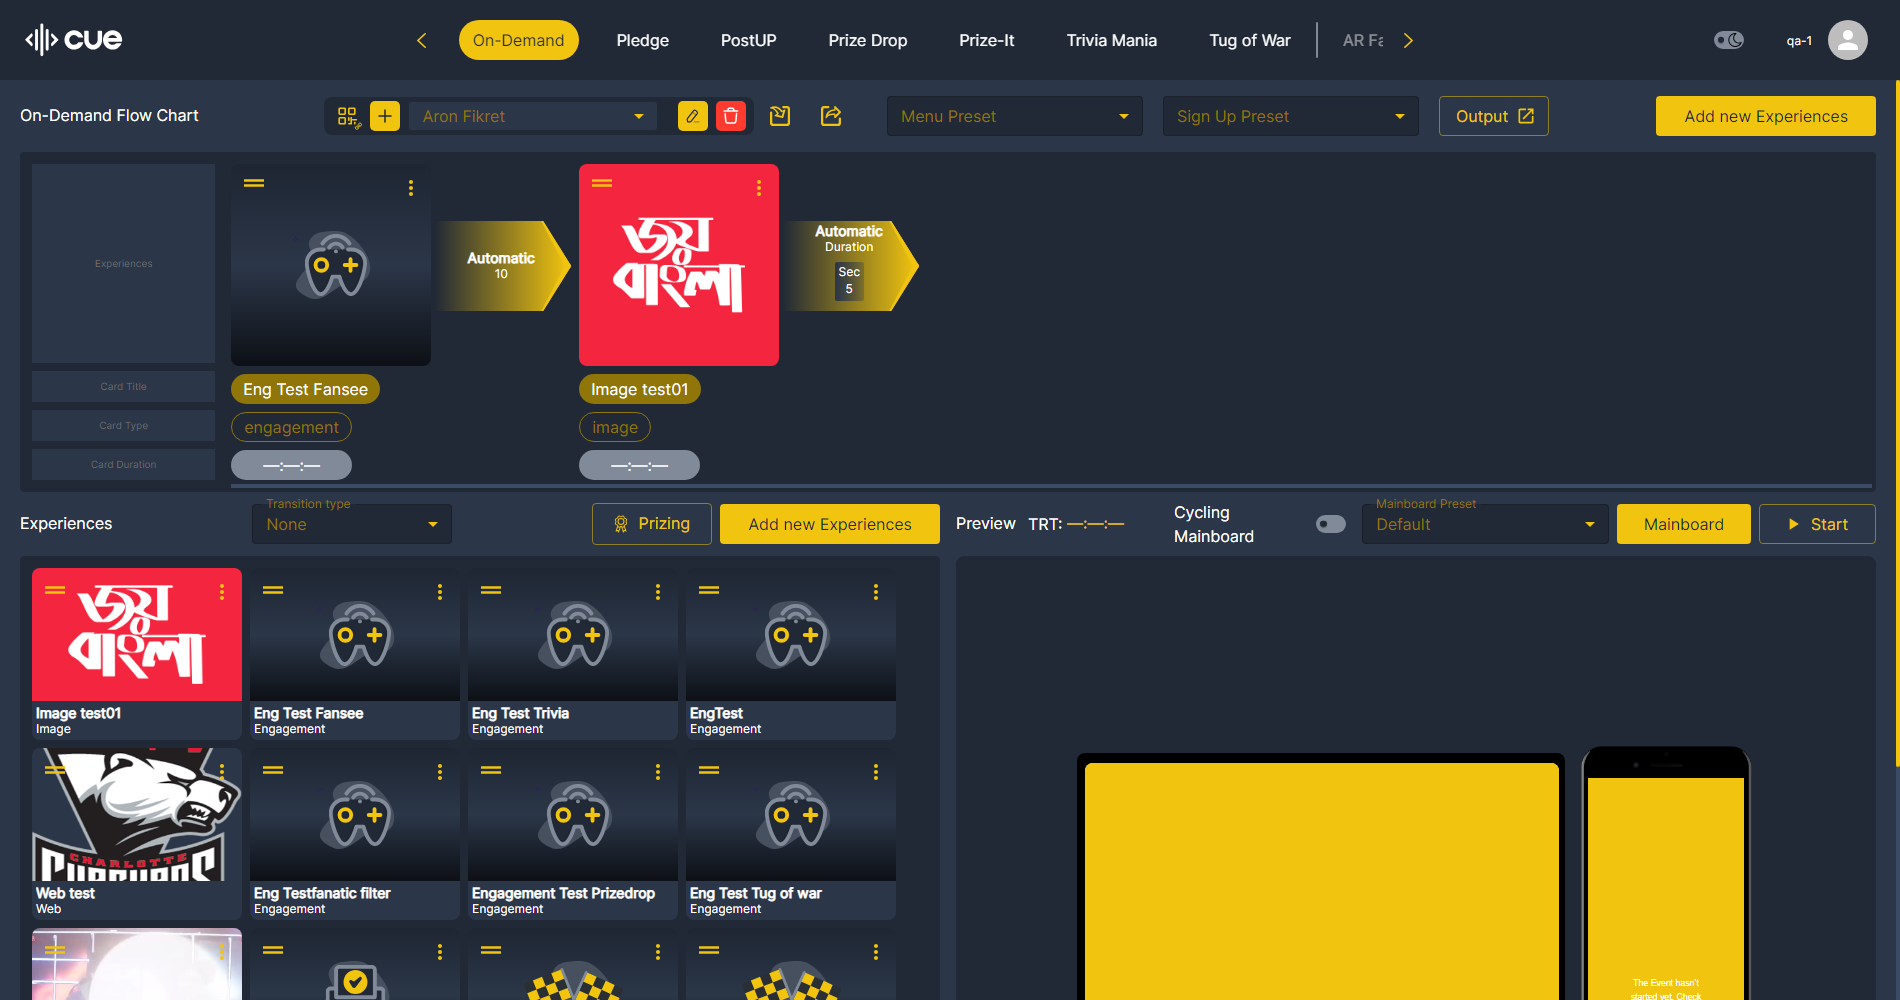 cue
On-Demand
Pledge
PostUP
Prize Drop
Prize-It
Trivia Mania
Tug of War
AR Fa
qa-1
On-Demand Flow Chart
Aron Fikret
Menu Preset
Sign Up Preset
Output
Add new Experiences
Experiences
জয়
বাংলা
Automatic
10
Automatic
Duration
Sec
5
Card Title
Eng Test Fansee
Image test01
Card Type
engagement
image
Card Duration
—:—:—
—:—:—
Experiences
Transition type
None
Prizing
Add new Experiences
Preview
TRT: —:—:—
Cycling
Mainboard
Mainboard Preset
Default
Mainboard
Start
জয়
বাংলা
Image test01
Image
Eng Test Fansee
Engagement
Eng Test Trivia
Engagement
EngTest
Engagement
CHARLOTTE
Web test
Web
Eng Testfanatic filter
Engagement
Engagement Test Prizedrop
Engagement
Eng Test Tug of war
Engagement
The Event hasn't
started yet. Check